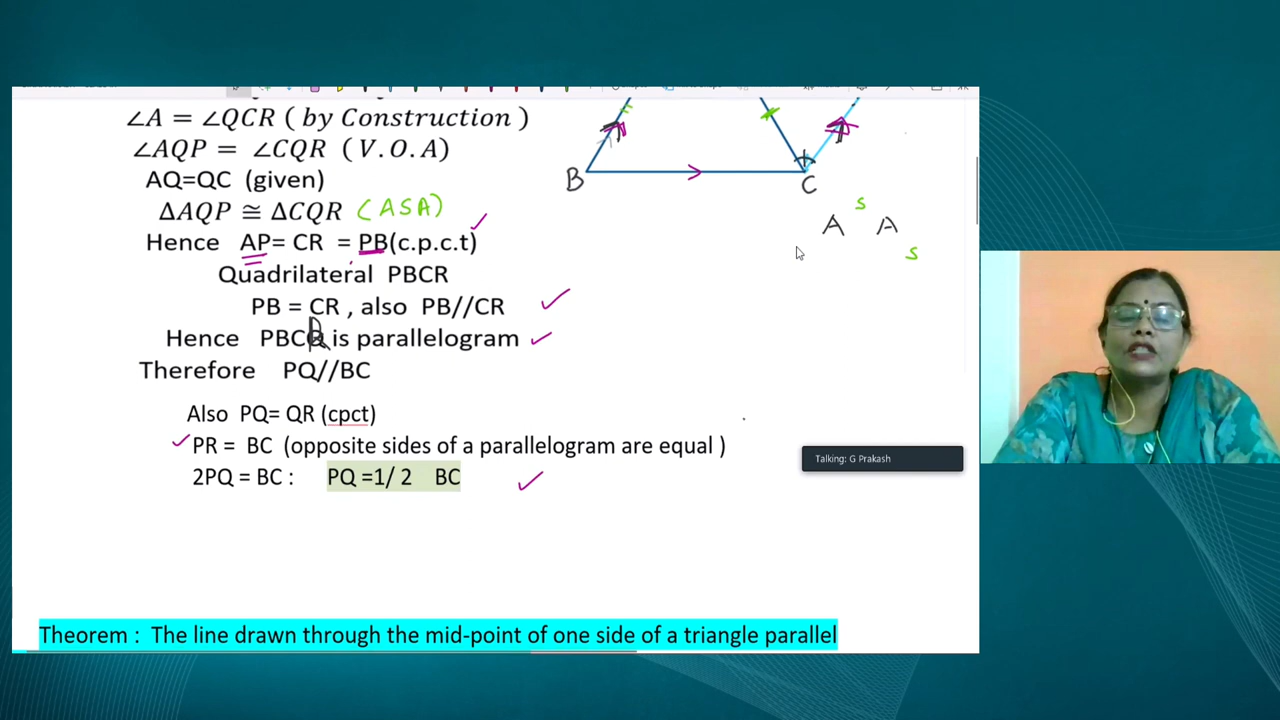 ∠A = ∠QCR ( by Construction )
∠AQP = ∠CQR (V.O.A)
AQ=QC (given)
ΔAQP ≅ ΔCQR (ASA)
Hence AP= CR = PB(c.p.c.t)
Quadrilateral PBCR
PB = CR , also PB//CR
Hence PBCR is parallelogram
Therefore PQ//BC
Also PQ= QR (cpct)
PR = BC (opposite sides of a parallelogram are equal )
2PQ = BC : PQ =1/ 2 BC
B
C
S
A A
S
Talking: G Prakash
Theorem : The line drawn through the mid-point of one side of a triangle parallel